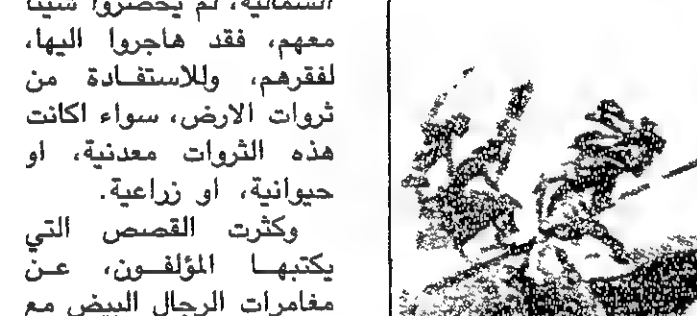 الشمالية، لم يحضروا شيئا
معهم، فقد هاجروا اليها،
لفقرهم، وللاستفادة من
ثروات الارض، سواء اكانت
هذه الثروات معدنية، او
حيوانية، او زراعية.
وكثرت القصص التي
يكتبها المؤلفون، عن
مغامرات الرجال البيض مع